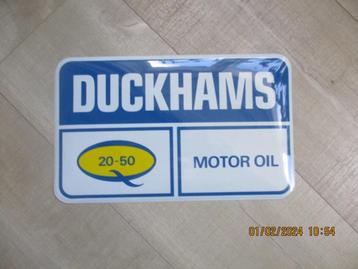 DUCKHAMS
20-50
Q
MOTOR OIL
01/02/2024 10:54